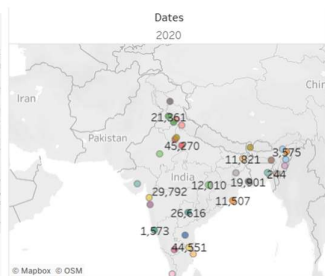 Dates
2020
Iran
Chin
21,361
Pakistan
45,270
11,821
3,575
India
244
12,010
19,901
29,792
11,507
26,616
1,573
44,551
© Mapbox © OSM